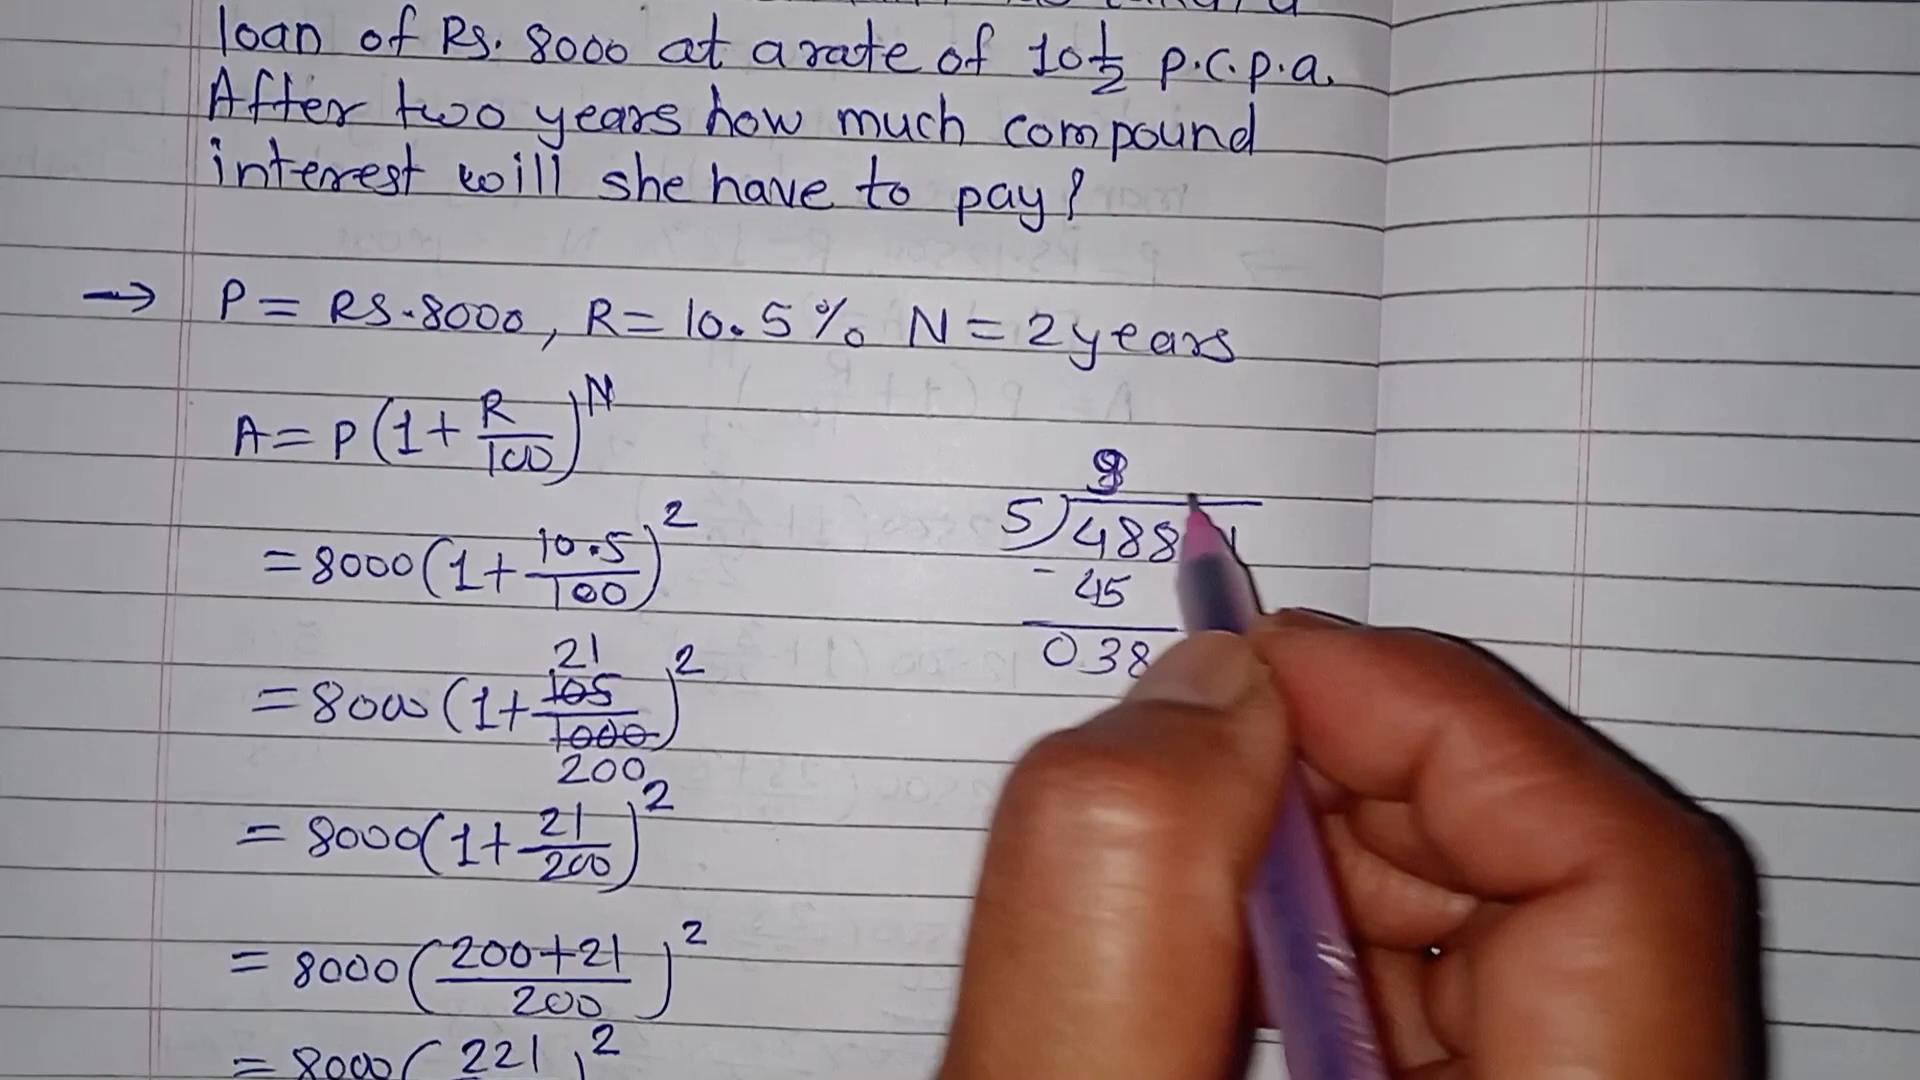 loan of Rs. 8000 at a rate of 10½ p.c.p.a.
After two years how much compound
interest will she have to pay?
→ P = RS.8000, R = 10.5% N = 2 years
A = P(1 + R/100)^N
= 8000(1 + 10.5/100)^2
21
= 8000(1 + 105/1000)^2
200
= 8000(1 + 21/200)^2
= 8000(200+21/200)^2
= 8000(221)^2
9
5)488 1
- 45
038